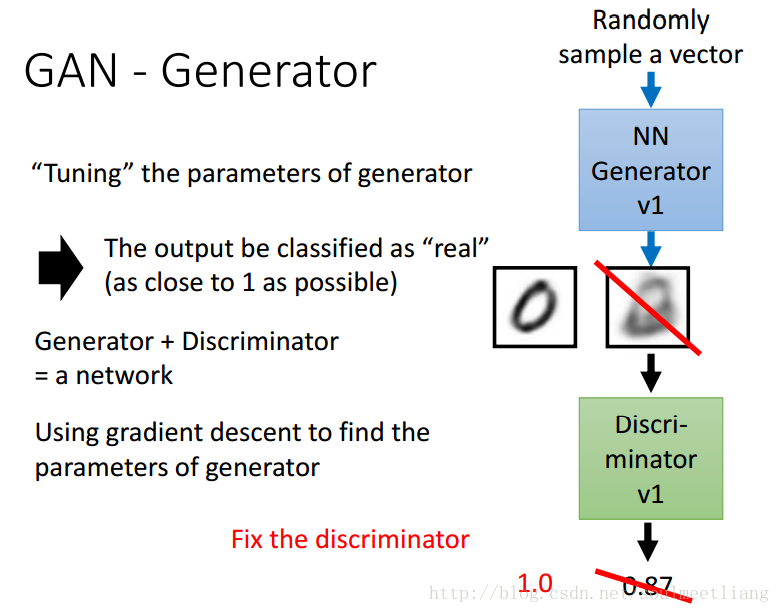 Randomly
sample a vector
GAN - Generator
NN
Generator
v1
“Tuning” the parameters of generator
The output be classified as “real”
(as close to 1 as possible)
Generator + Discriminator
= a network
Using gradient descent to find the
parameters of generator
Discri-
minator
v1
Fix the discriminator
1.0
0.87
http://blog.csdn.net/soulmeetliang